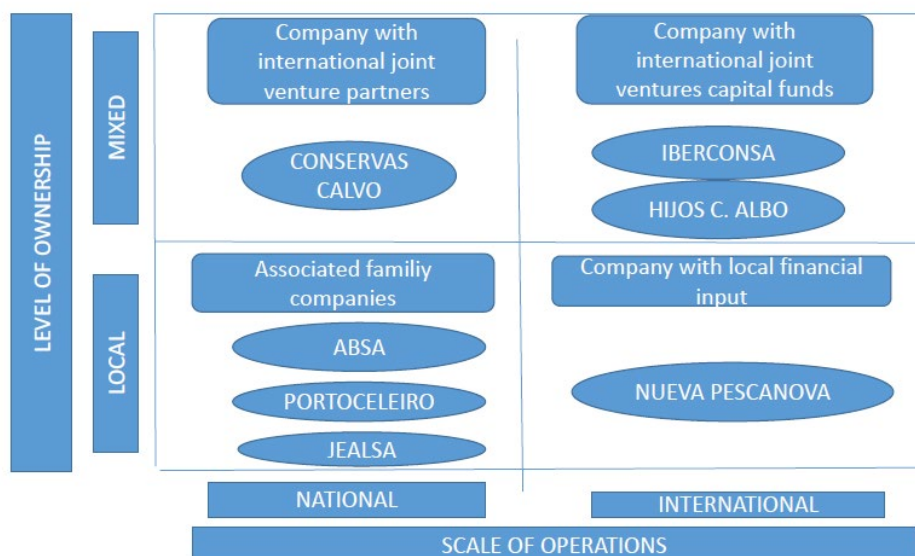 LEVEL OF OWNERSHIP
MIXED
Company with
international joint
venture partners
CONSERVAS
CALVO
Company with
international joint
ventures capital funds
IBERCONSA
HIJOS C. ALBO
LOCAL
Associated familiy
companies
ABSA
PORTOCELEIRO
JEALSA
Company with local financial
input
NUEVA PESCANOVA
NATIONAL
INTERNATIONAL
SCALE OF OPERATIONS